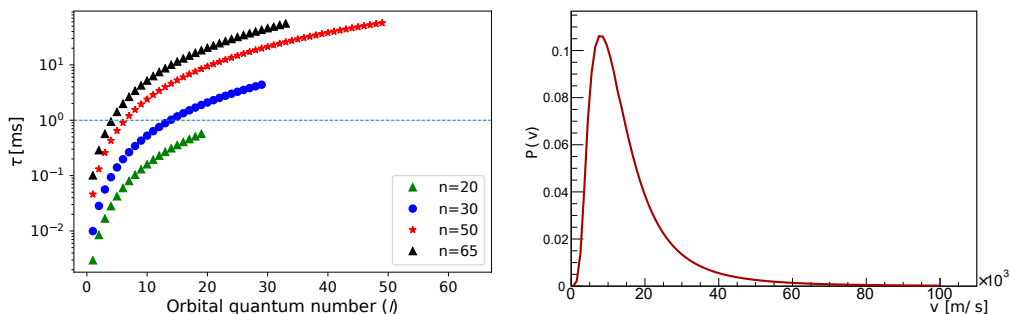 10¹
10⁰
10⁻¹
10⁻²
τ [ms]
0 10 20 30 40 50 60
Orbital quantum number (l)
n=20
n=30
n=50
n=65
0.1
0.08
0.06
0.04
0.02
0
P(v)
0 20 40 60 80 100
×10³
v [m/ s]